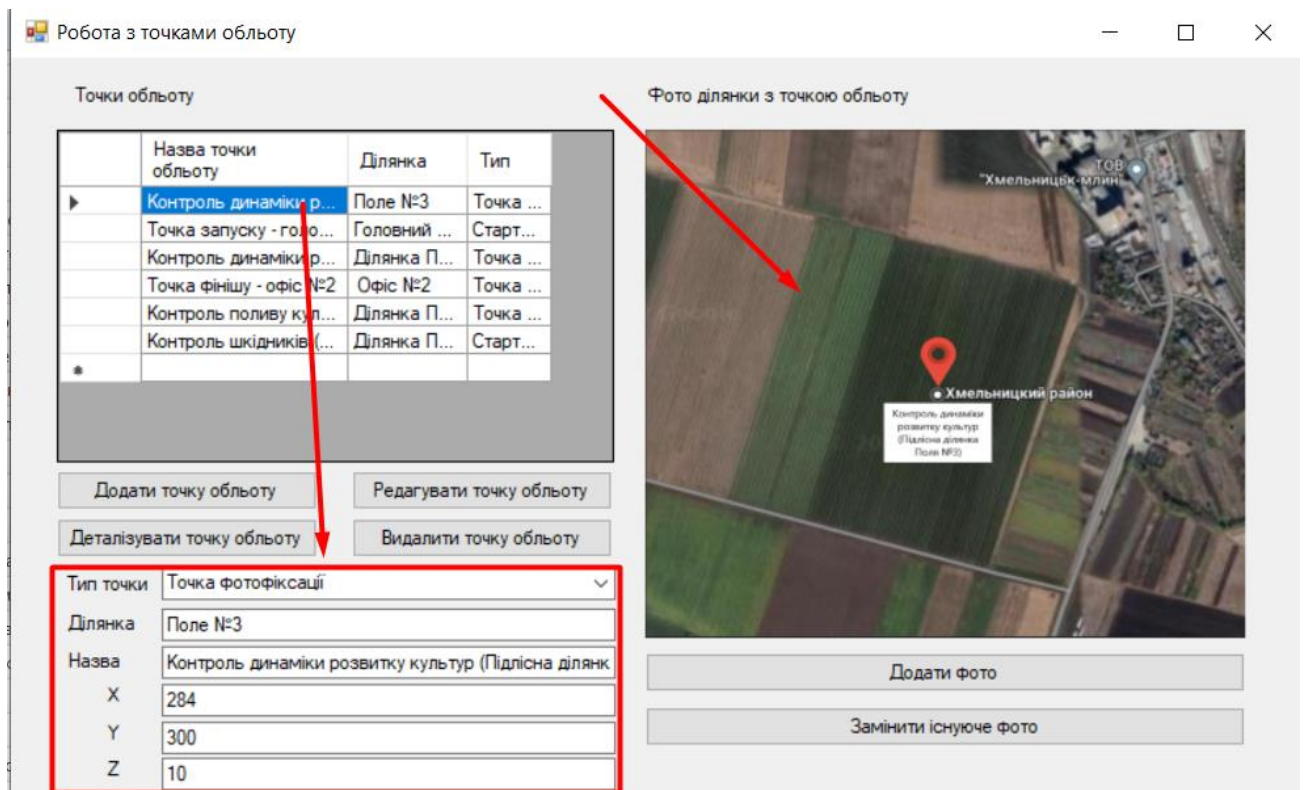 Робота з точками обльоту
Точки обльоту
Назва точки
обльоту
Ділянка
Тип
Контроль динаміки р...
Поле №3
Точка ...
Точка запуску - голо...
Головний ...
Старт...
Контроль динаміки р...
Ділянка П...
Точка ...
Точка фінішу - офіс №2
Офіс №2
Точка ...
Контроль поливу кул...
Ділянка П...
Точка ...
Контроль шкідників (...
Ділянка П...
Старт...
Додати точку обльоту
Редагувати точку обльоту
Деталізувати точку обльоту
Видалити точку обльоту
Тип точки
Точка фотофіксації
Ділянка
Поле №3
Назва
Контроль динаміки розвитку культур (Підлісна ділянк
X
284
Y
300
Z
10
Фото ділянки з точкою обльоту
ТОВ
"Хмельницьк-млин"
Хмельницкий район
Контроль динаміки
розвитку культур
(Підлісна ділянка
Поле №3)
Додати фото
Замінити існуюче фото